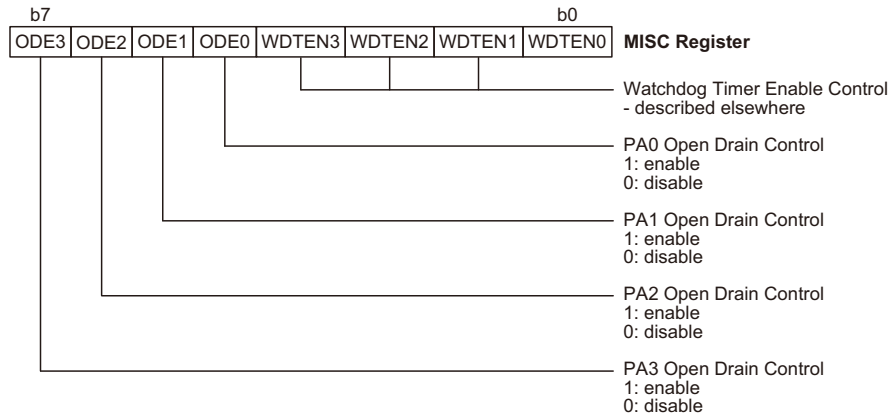 b7 b0
ODE3 ODE2 ODE1 ODE0 WDTEN3 WDTEN2 WDTEN1 WDTEN0 MISC Register
Watchdog Timer Enable Control
- described elsewhere
PA0 Open Drain Control
1: enable
0: disable
PA1 Open Drain Control
1: enable
0: disable
PA2 Open Drain Control
1: enable
0: disable
PA3 Open Drain Control
1: enable
0: disable